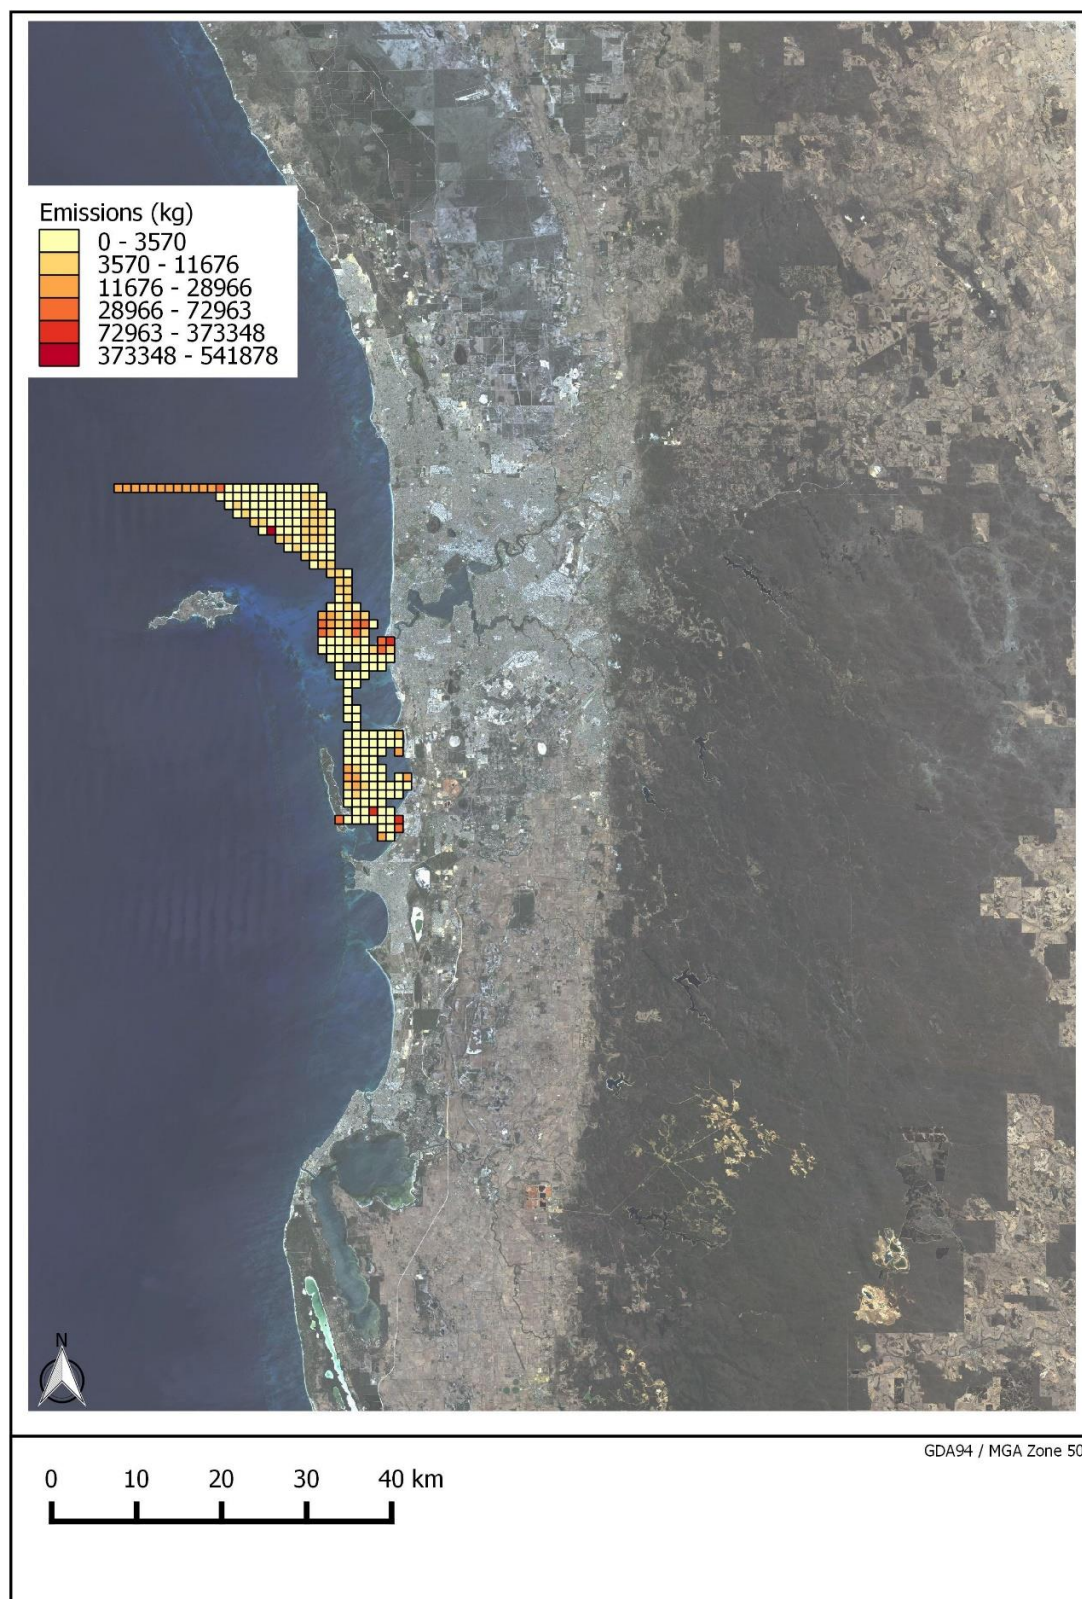 Emissions (kg)
0 - 3570
3570 - 11676
11676 - 28966
28966 - 72963
72963 - 373348
373348 - 541878
N
GDA94 / MGA Zone 50
0 10 20 30 40 km